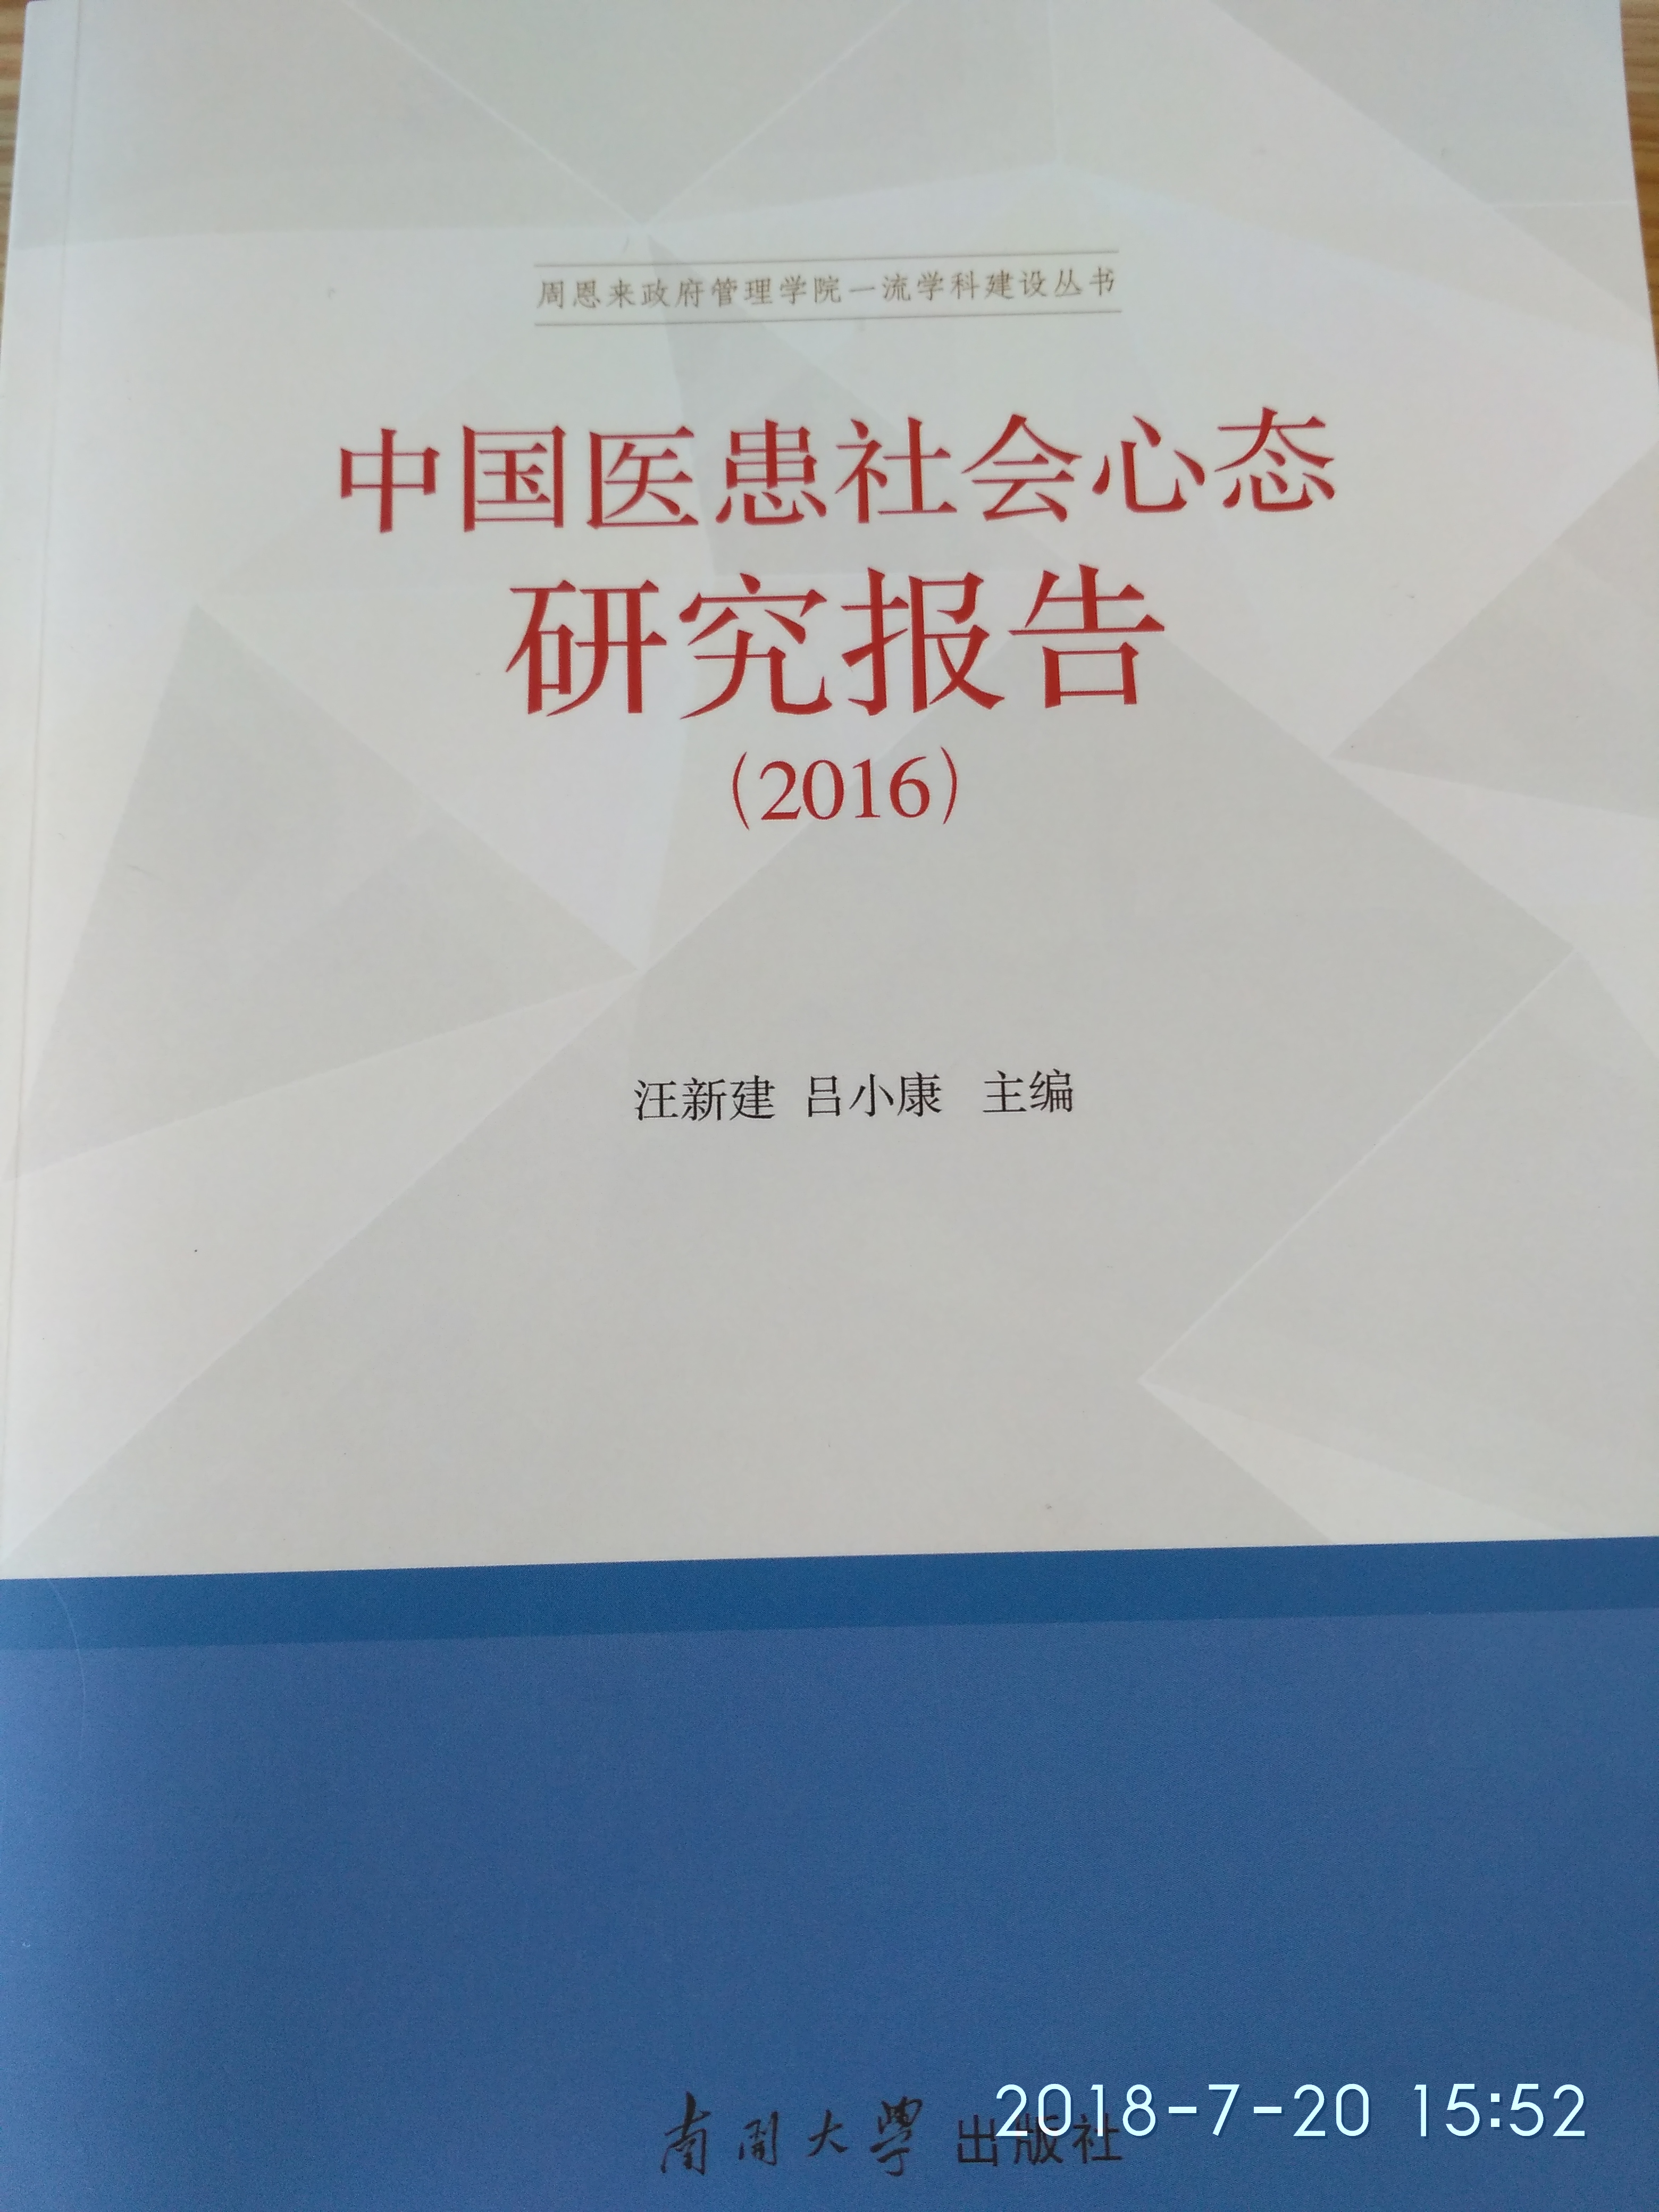 周恩来政府管理学院一流学科建设丛书
中国医患社会心态
研究报告
(2016)
汪新建 吕小康 主编
南開大學出版社
2018-7-20 15:52